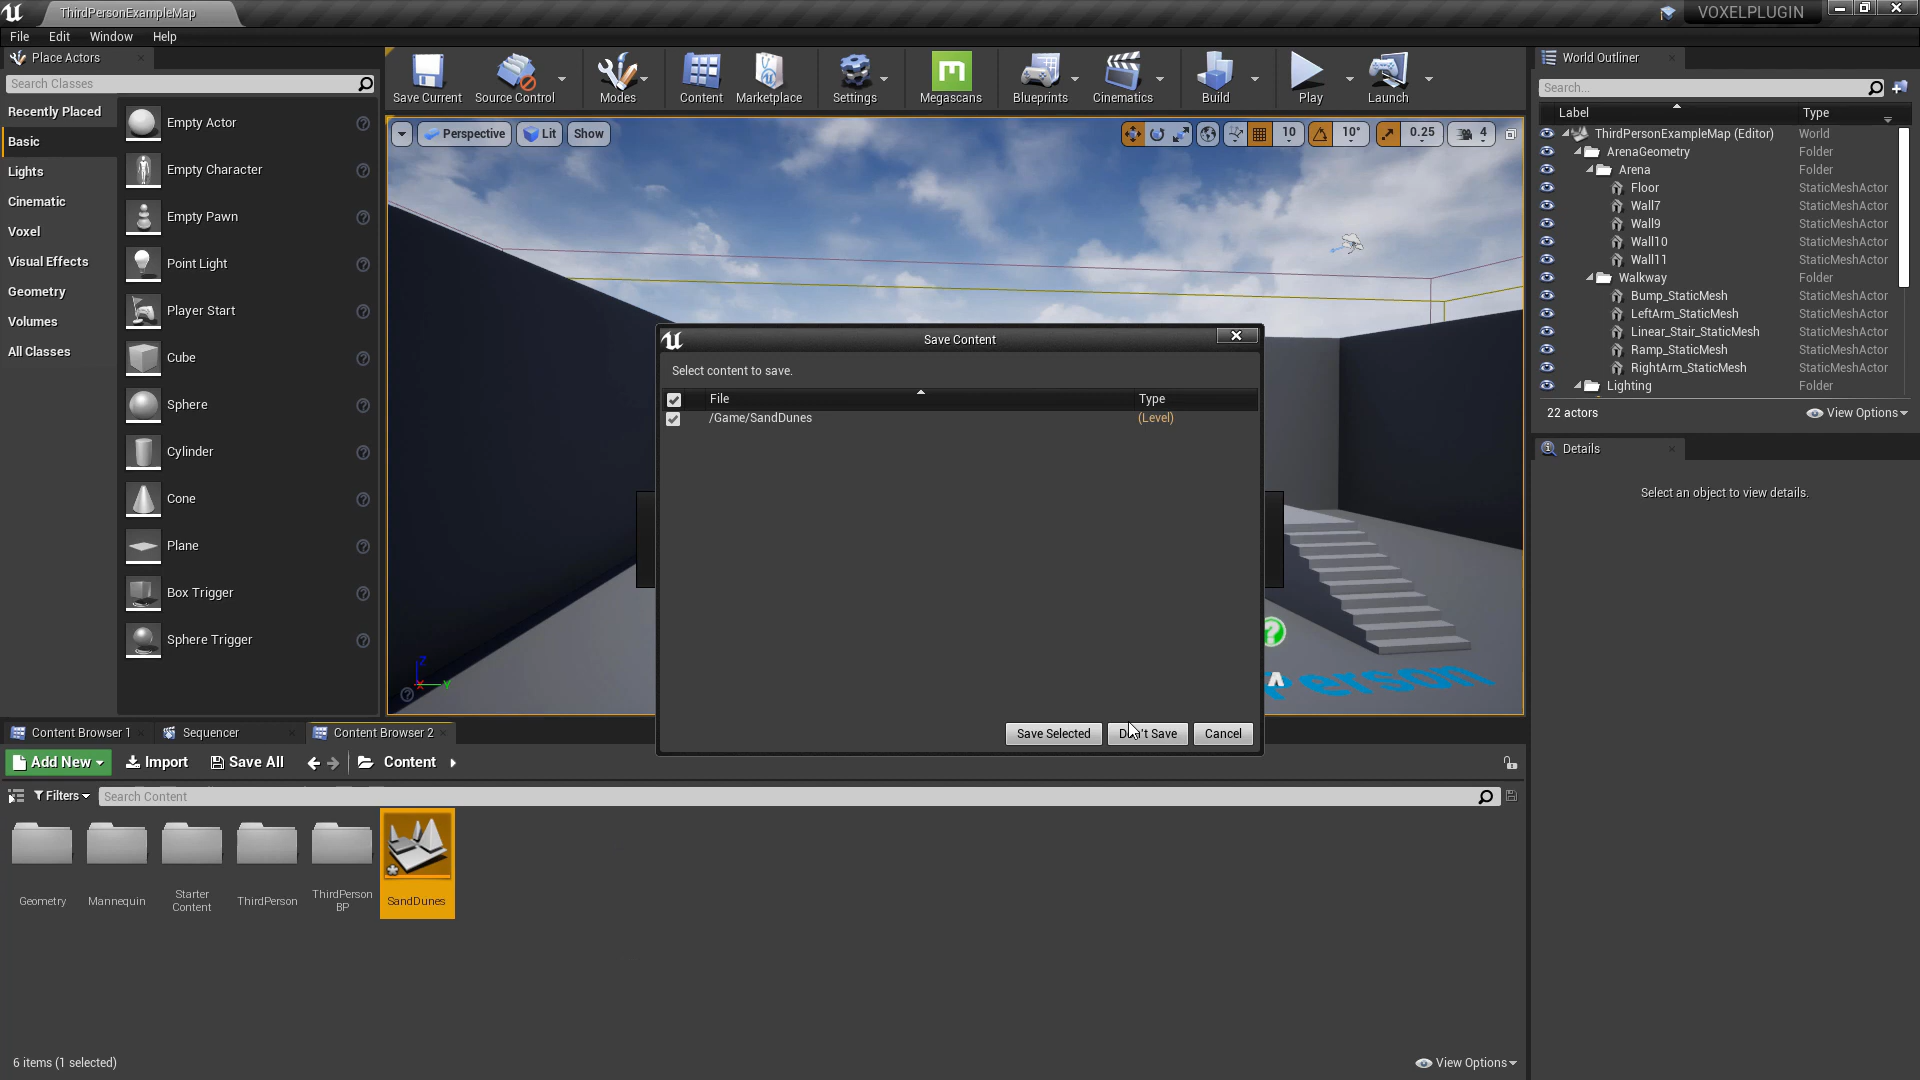 ThirdPersonExampleMap
VOXELPLUGIN
File Edit Window Help
Place Actors
Search Classes
Recently Placed
Basic
Lights
Cinematic
Voxel
Visual Effects
Geometry
Volumes
All Classes
Empty Actor
Empty Character
Empty Pawn
Point Light
Player Start
Cube
Sphere
Cylinder
Cone
Plane
Box Trigger
Sphere Trigger
Save Current
Source Control
Modes
Content
Marketplace
Settings
Megascans
Blueprints
Cinematics
Build
Play
Launch
Perspective
Lit
Show
10
10°
0.25
4
Save Content
Select content to save.
File Type
/Game/SandDunes (Level)
Save Selected
Cancel
Person
Z
X
Y
World Outliner
Search...
Label Type
ThirdPersonExampleMap (Editor) World
ArenaGeometry Folder
Arena Folder
Floor StaticMeshActor
Wall7 StaticMeshActor
Wall9 StaticMeshActor
Wall10 StaticMeshActor
Wall11 StaticMeshActor
Walkway Folder
Bump_StaticMesh StaticMeshActor
LeftArm_StaticMesh StaticMeshActor
Linear_Stair_StaticMesh StaticMeshActor
Ramp_StaticMesh StaticMeshActor
RightArm_StaticMesh StaticMeshActor
Lighting Folder
22 actors
View Options
Details
Select an object to view details.
Content Browser 1
Sequencer
Content Browser 2
Add New
Import
Save All
Content
Filters
Search Content
Geometry
Mannequin
Starter
Content
ThirdPerson
ThirdPerson
BP
SandDunes
6 items (1 selected)
View Options